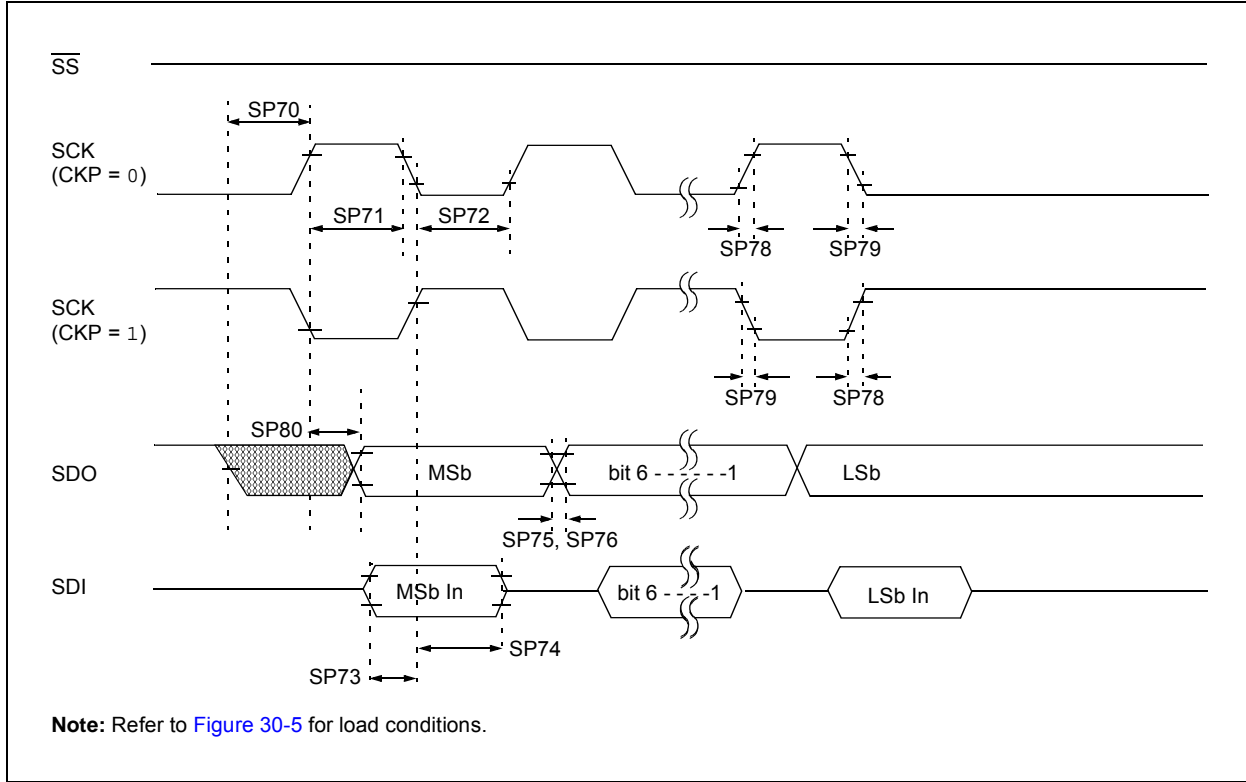 SS
SP70
SCK
(CKP = 0)
SP71
SP72
SP78
SP79
SCK
(CKP = 1)
SP79
SP78
SP80
SDO
MSb
bit 6 - - - - - - -1
LSb
SP75, SP76
SDI
MSb In
bit 6 - - - - -1
LSb In
SP74
SP73
Note: Refer to Figure 30-5 for load conditions.